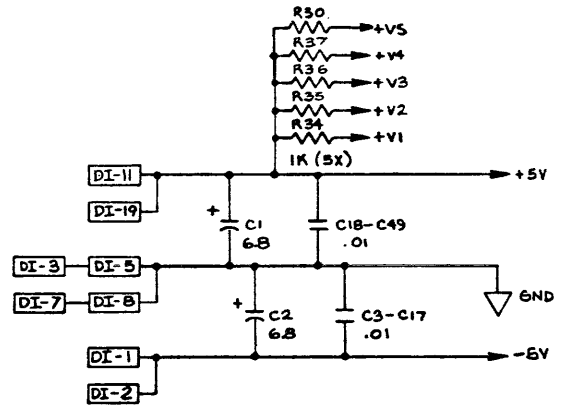 R30
+V5
R37
+V4
R36
+V3
R35
+V2
R34
+V1
1K (5X)
DI-11
+5V
DI-19
+
C1
6.8
C18-C49
.01
DI-3
DI-5
DI-7
DI-8
GND
+
C2
6.8
C3-C17
.01
DI-1
-5V
DI-2